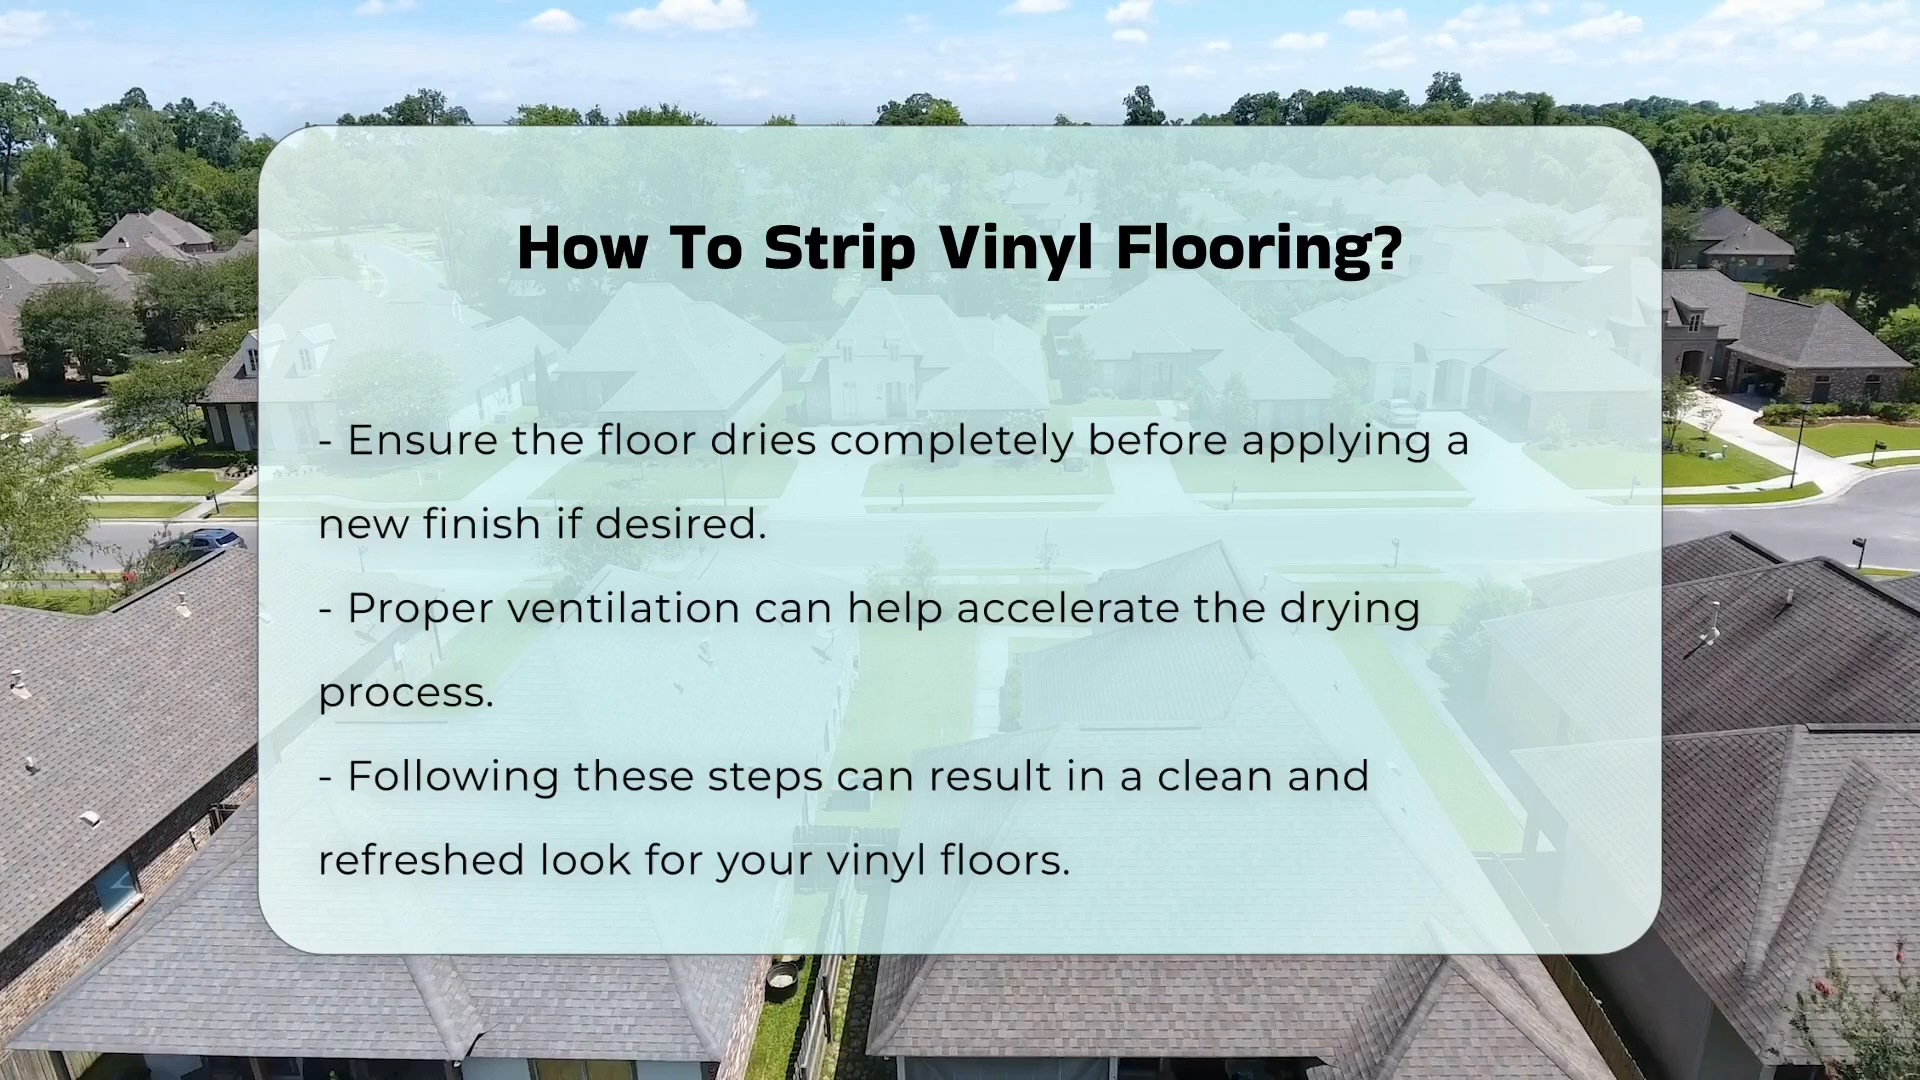 How To Strip Vinyl Flooring?
- Ensure the floor dries completely before applying a
new finish if desired.
- Proper ventilation can help accelerate the drying
process.
- Following these steps can result in a clean and
refreshed look for your vinyl floors.